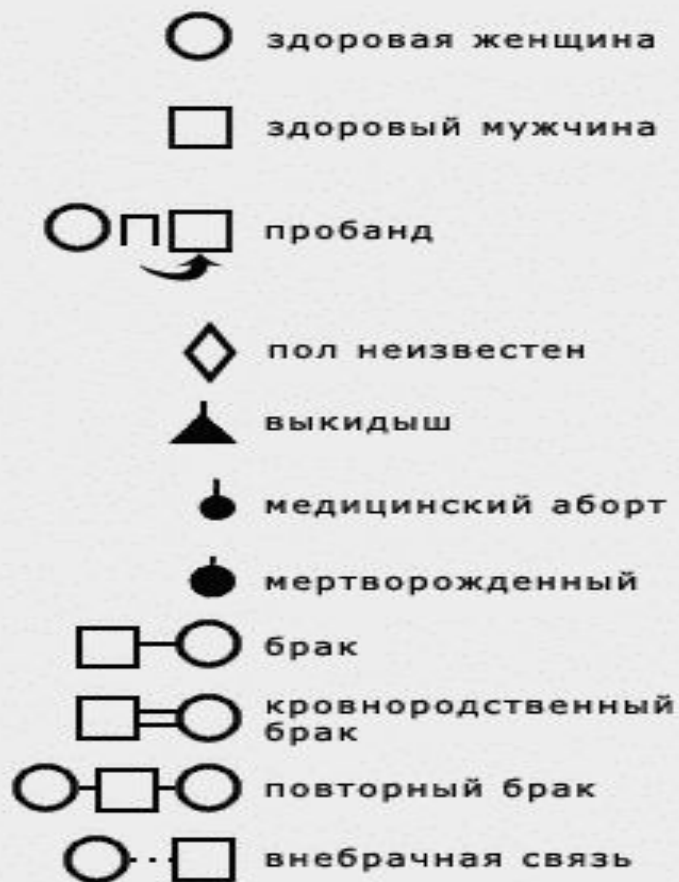 здоровая женщина
здоровый мужчина
П пробанд
пол неизвестен
выкидыш
медицинский аборт
мертворожденный
брак
кровнородственный
брак
повторный брак
внебрачная связь